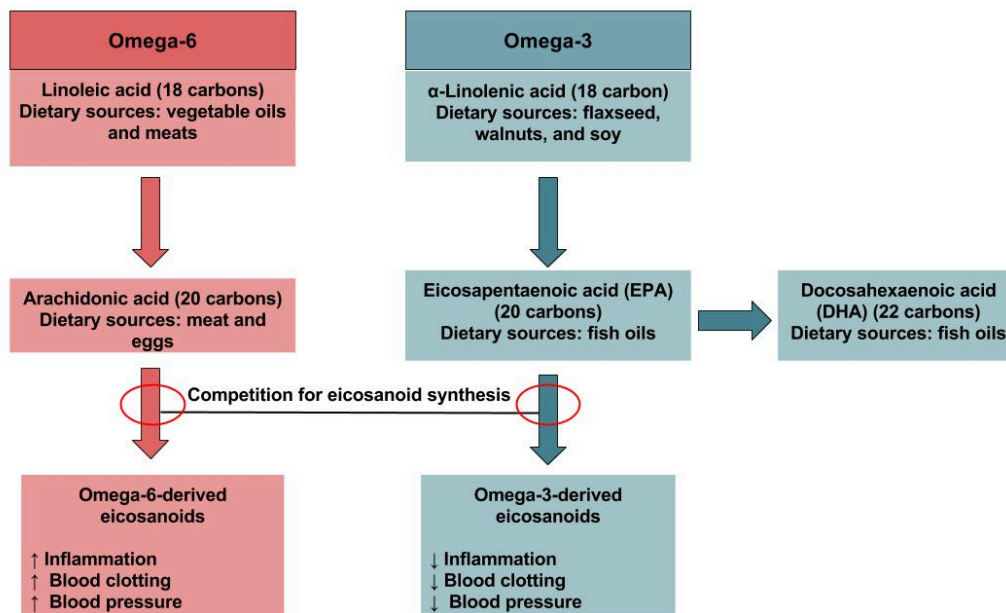 Omega-6
Linoleic acid (18 carbons)
Dietary sources: vegetable oils
and meats
Omega-3
α-Linolenic acid (18 carbon)
Dietary sources: flaxseed,
walnuts, and soy
Arachidonic acid (20 carbons)
Dietary sources: meat and
eggs
Eicosapentaenoic acid (EPA)
(20 carbons)
Dietary sources: fish oils
Docosahexaenoic acid
(DHA) (22 carbons)
Dietary sources: fish oils
Competition for eicosanoid synthesis
Omega-6-derived
eicosanoids
↑ Inflammation
↑ Blood clotting
↑ Blood pressure
Omega-3-derived
eicosanoids
↓ Inflammation
↓ Blood clotting
↓ Blood pressure